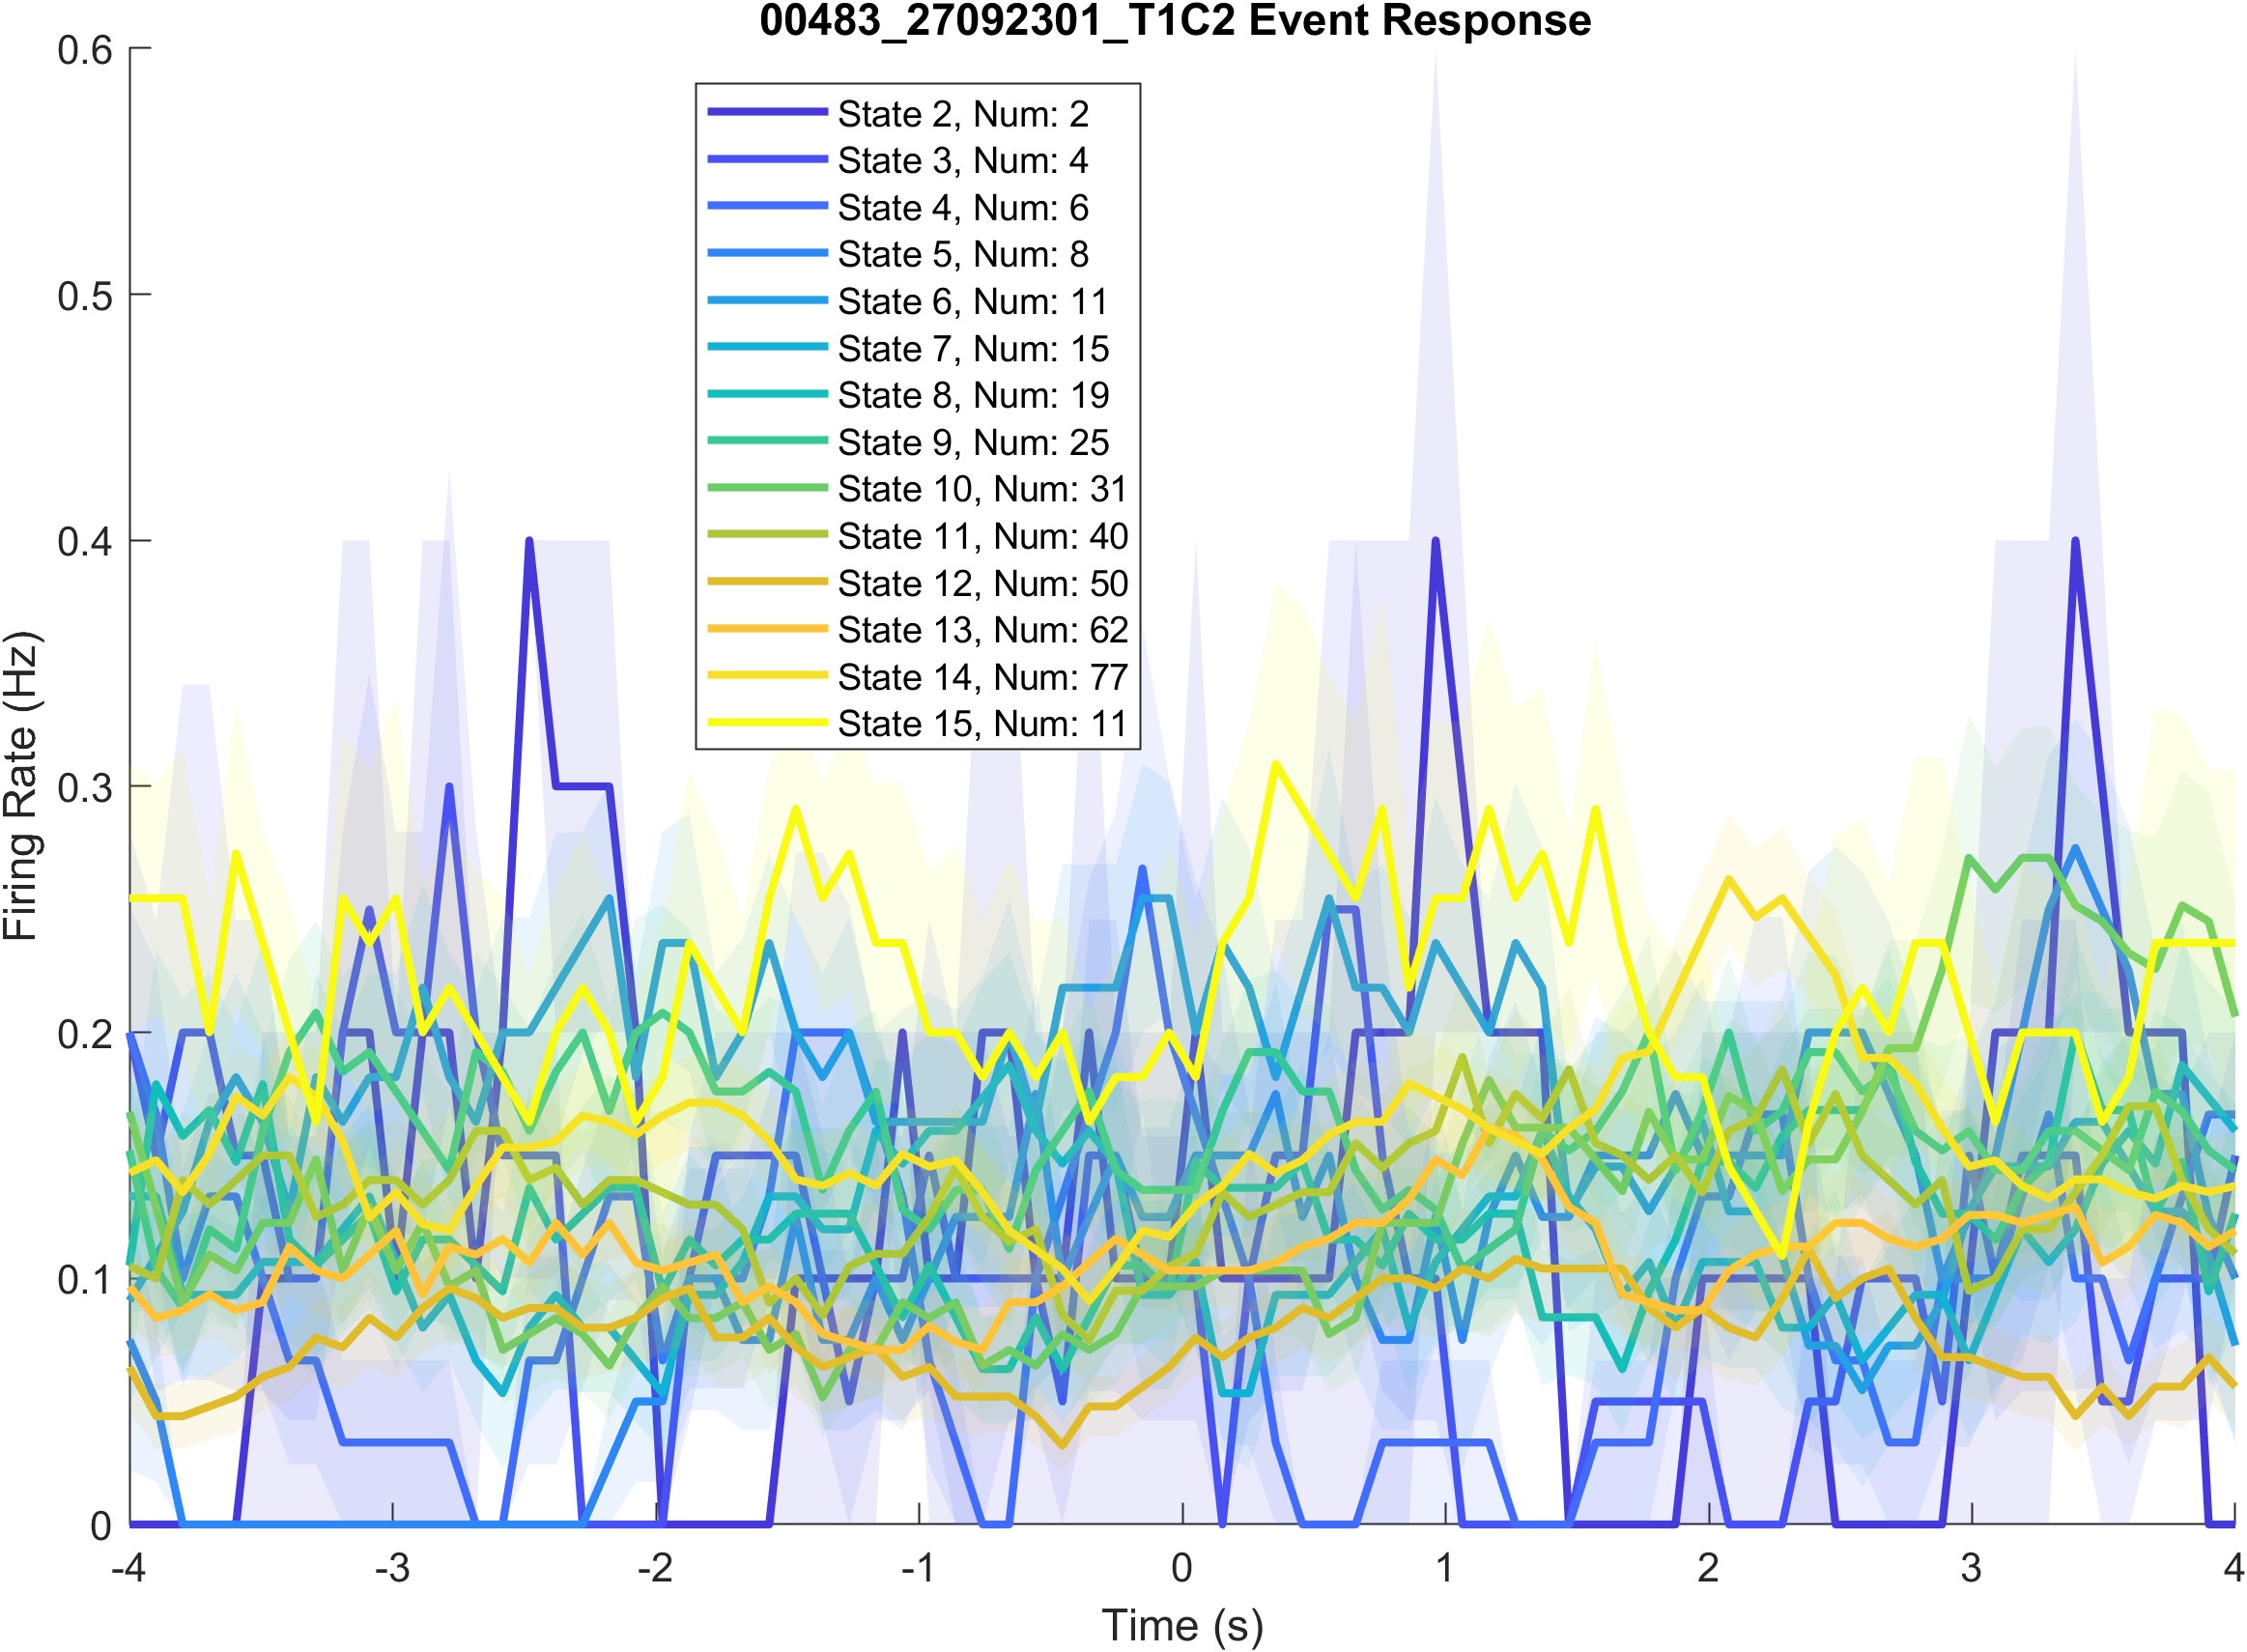 00483_27092301_T1C2 Event Response
0.6
0.5
0.4
0.3
0.2
0.1
0
Firing Rate (Hz)
State 2, Num: 2
State 3, Num: 4
State 4, Num: 6
State 5, Num: 8
State 6, Num: 11
State 7, Num: 15
State 8, Num: 19
State 9, Num: 25
State 10, Num: 31
State 11, Num: 40
State 12, Num: 50
State 13, Num: 62
State 14, Num: 77
State 15, Num: 11
-4 -3 -2 -1 0 1 2 3 4
Time (s)